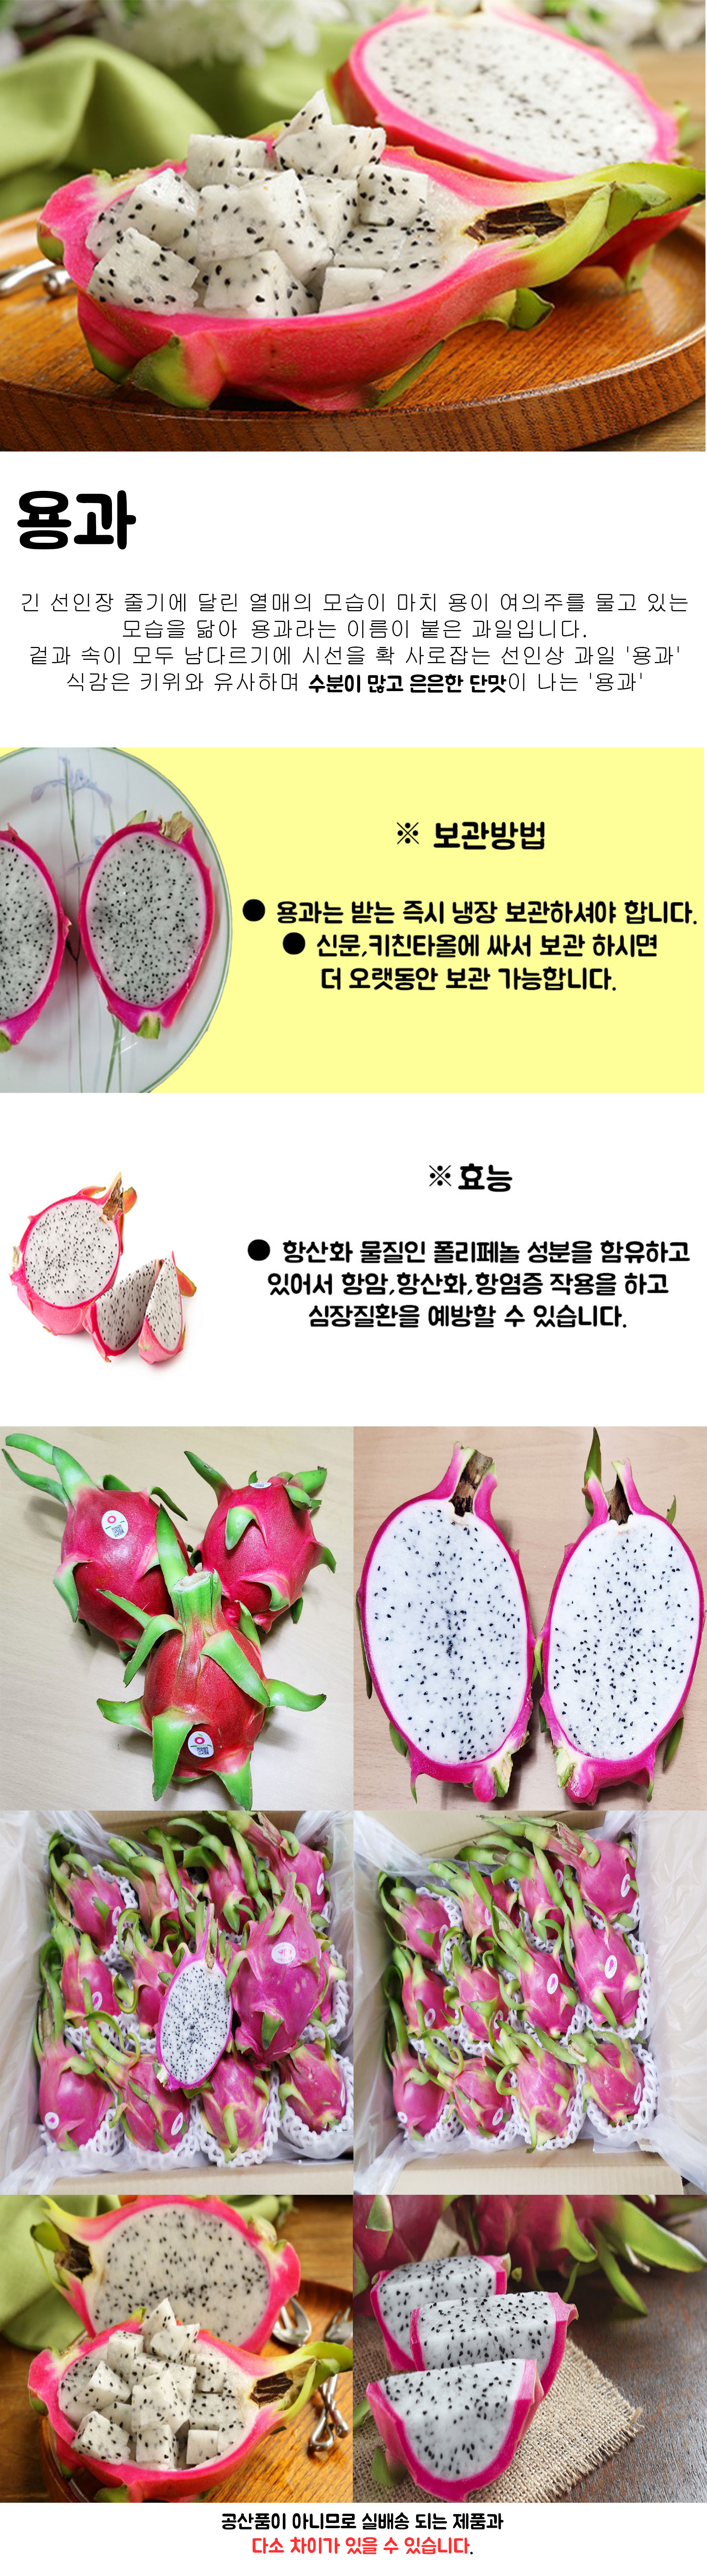 용과
긴 선인장 줄기에 달린 열매의 모습이 마치 용이 여의주를 물고 있는
모습을 닮아 용과라는 이름이 붙은 과일입니다.
겉과 속이 모두 남다르기에 시선을 확 사로잡는 선인상 과일 '용과'
식감은 키위와 유사하며 수분이 많고 은은한 단맛이 나는 '용과'
※ 보관방법
● 용과는 받는 즉시 냉장 보관하셔야 합니다.
● 신문,키친타올에 싸서 보관 하시면
더 오랫동안 보관 가능합니다.
※효능
● 항산화 물질인 폴리페놀 성분을 함유하고
있어서 항암,항산화,항염증 작용을 하고
심장질환을 예방할 수 있습니다.
공산품이 아니므로 실배송 되는 제품과
다소 차이가 있을 수 있습니다.